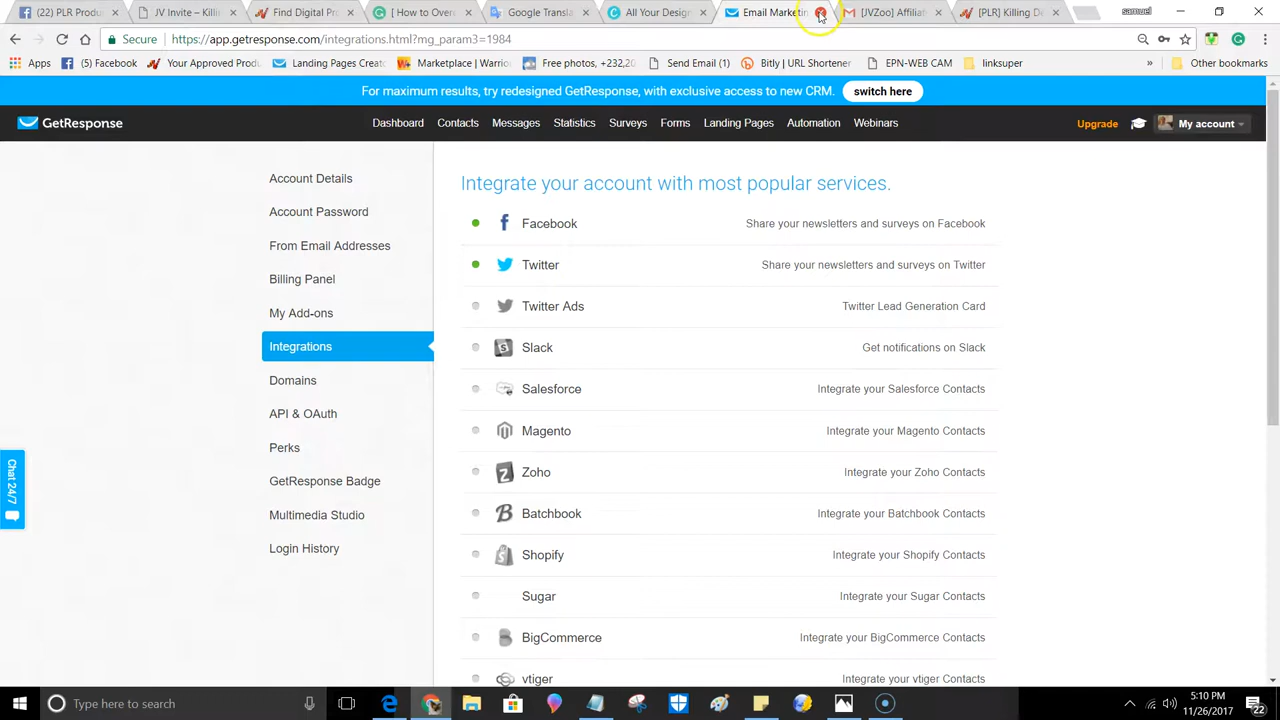 (22) PLR Produ
JV Invite – Killin
Find Digital Pro
[ How to Overc
Google Transla
All Your Design
Email Marketin
[JVZoo] Affiliat
[PLR] Killing De
samuel
Secure
https://app.getresponse.com/integrations.html?mg_param3=1984
Apps
(5) Facebook
Your Approved Requ
Landing Pages Creato
Marketplace | Warrio
Free photos, +232,20
Send Email (1)
Bitly | URL Shortener
EPN-WEB CAM
linksuper
»
Other bookmarks
For maximum results, try redesigned GetResponse, with exclusive access to new CRM.
switch here
GetResponse
Dashboard
Contacts
Messages
Statistics
Surveys
Forms
Landing Pages
Automation
Webinars
Upgrade
My account
Account Details
Account Password
From Email Addresses
Billing Panel
My Add-ons
Integrations
Domains
API & OAuth
Perks
GetResponse Badge
Multimedia Studio
Login History
Chat 24/7
Integrate your account with most popular services.
Facebook
Share your newsletters and surveys on Facebook
Twitter
Share your newsletters and surveys on Twitter
Twitter Ads
Twitter Lead Generation Card
Slack
Get notifications on Slack
Salesforce
Integrate your Salesforce Contacts
Magento
Integrate your Magento Contacts
Zoho
Integrate your Zoho Contacts
Batchbook
Integrate your Batchbook Contacts
Shopify
Integrate your Shopify Contacts
Sugar
Integrate your Sugar Contacts
BigCommerce
Integrate your BigCommerce Contacts
vtiger
Integrate your vtiger Contacts
Type here to search
5:10 PM
11/26/2017
22